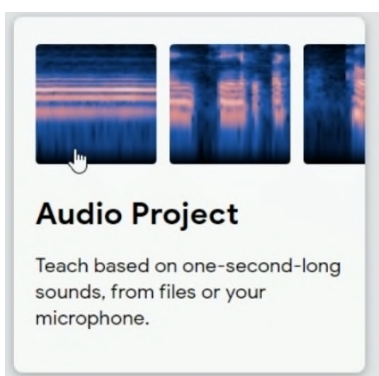 Audio Project
Teach based on one-second-long
sounds, from files or your
microphone.